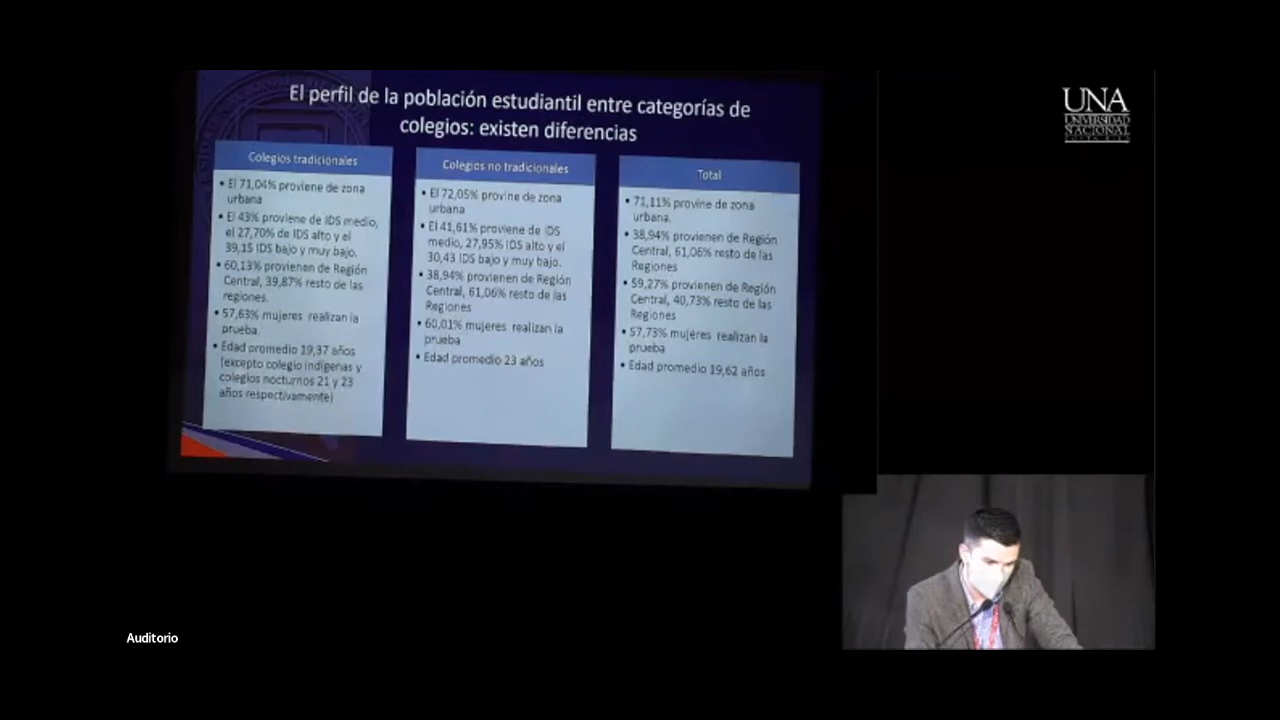 El perfil de la población estudiantil entre categorías de
colegios: existen diferencias
Colegios tradicionales
• El 71,04% proviene de zona
urbana
• El 43% proviene de IDS medio,
el 27,70% de IDS alto y el
39,15 IDS bajo y muy bajo.
• 60,13% provienen de Región
Central, 39,87% resto de las
regiones.
• 57,63% mujeres realizan la
prueba.
• Edad promedio 19,37 años
(excepto colegio indígenas y
colegios nocturnos 21 y 23
años respectivamente)
Colegios no tradicionales
• El 72,05% provine de zona
urbana
• El 41,61% proviene de IDS
medio, 27,95% IDS alto y el
30,43 IDS bajo y muy bajo.
• 38,94% provienen de Región
Central, 61,06% resto de las
Regiones
• 60,01% mujeres realizan la
prueba
• Edad promedio 23 años
Total
• 71,11% provine de zona
urbana.
• 38,94% provienen de Región
Central, 61,06% resto de las
Regiones
• 59,27% provienen de Región
Central, 40,73% resto de las
Regiones
• 57,73% mujeres realizan la
prueba
• Edad promedio 19,62 años
UNA
UNIVERSIDAD
NACIONAL
Auditorio